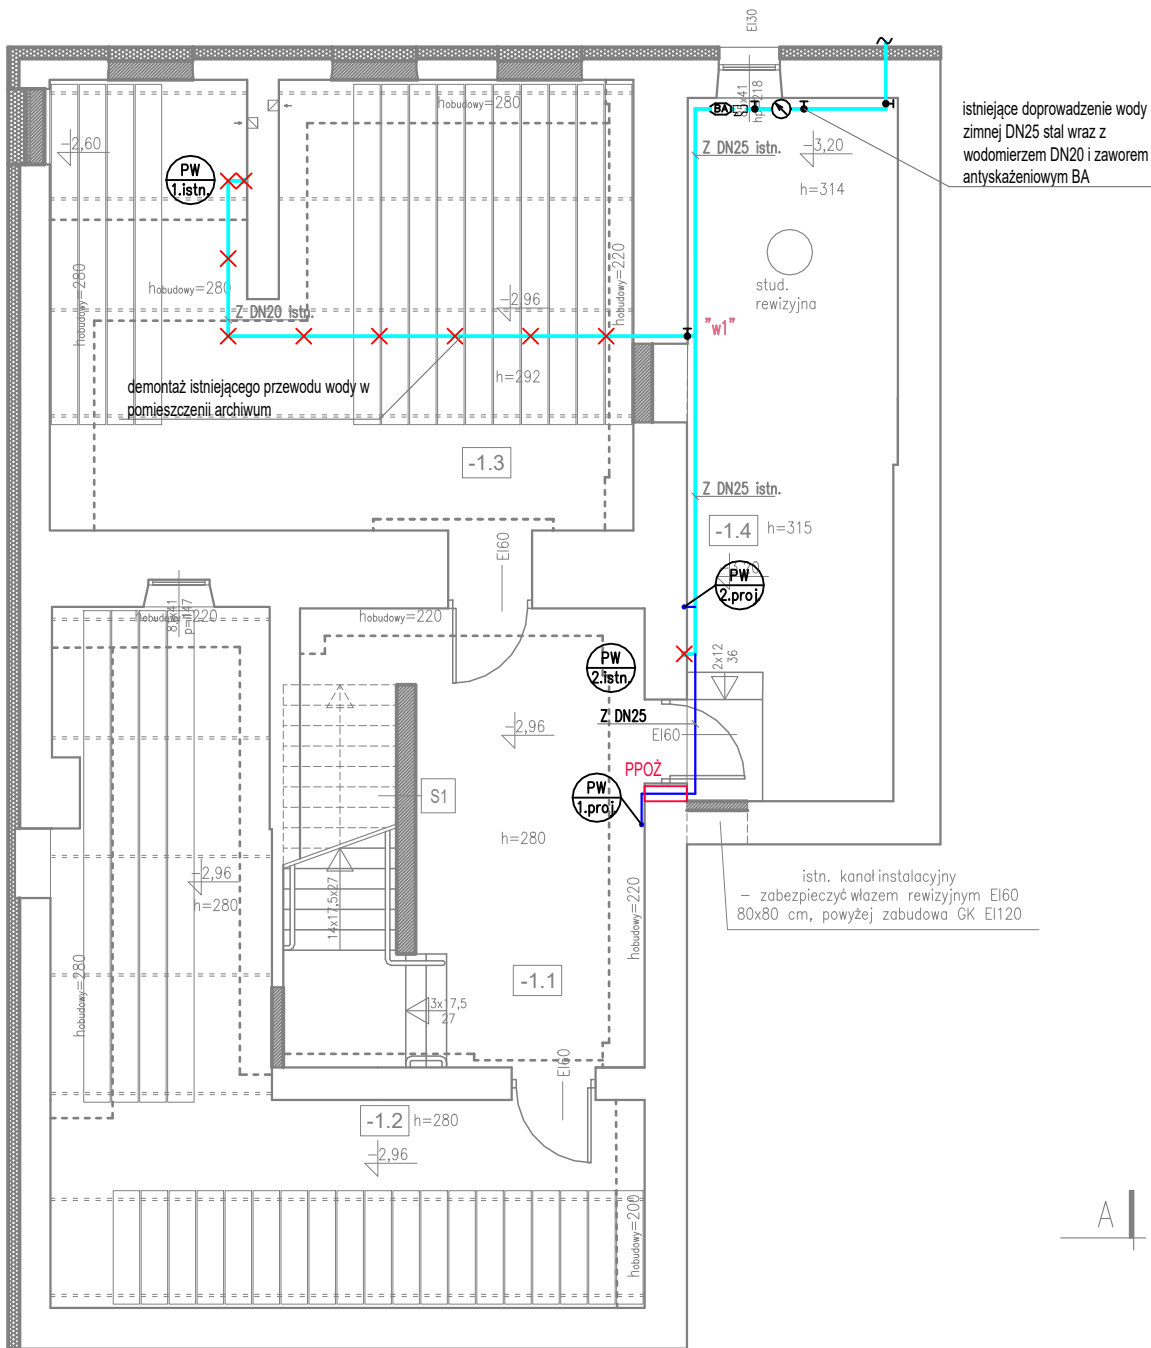 EI30
istniejące doprowadzenie wody
zimnej DN25 stal wraz z
wodomierzem DN20 i zaworem
antyskażeniowym BA
BA
hobudowy=280
-2,60
Z DN25 istn.
-3,20
h=314
PW
1.istn.
stud.
rewizyjna
hobudowy=280
hobudowy=280
hobudowy=220
-2,96
Z DN20 istn.
"w1"
h=292
demontaż istniejącego przewodu wody w
pomieszczenii archiwum
-1.3
Z DN25 istn.
-1.4
h=315
EI60
PW
2.proj.
hobudowy=220
hobudowy=220
PW
2.istn.
2x12
36
Z DN25
-2,96
EI60
PPOŻ
PW
1.proj.
S1
h=280
-2,96
h=280
14x17,5x27
istn. kanał instalacyjny
– zabezpieczyć włazem rewizyjnym EI60
80x80 cm, powyżej zabudowa GK EI120
hobudowy=220
hobudowy=280
-1.1
3x17,5
27
EI60
-1.2
h=280
-2,96
hobudowy=200
A